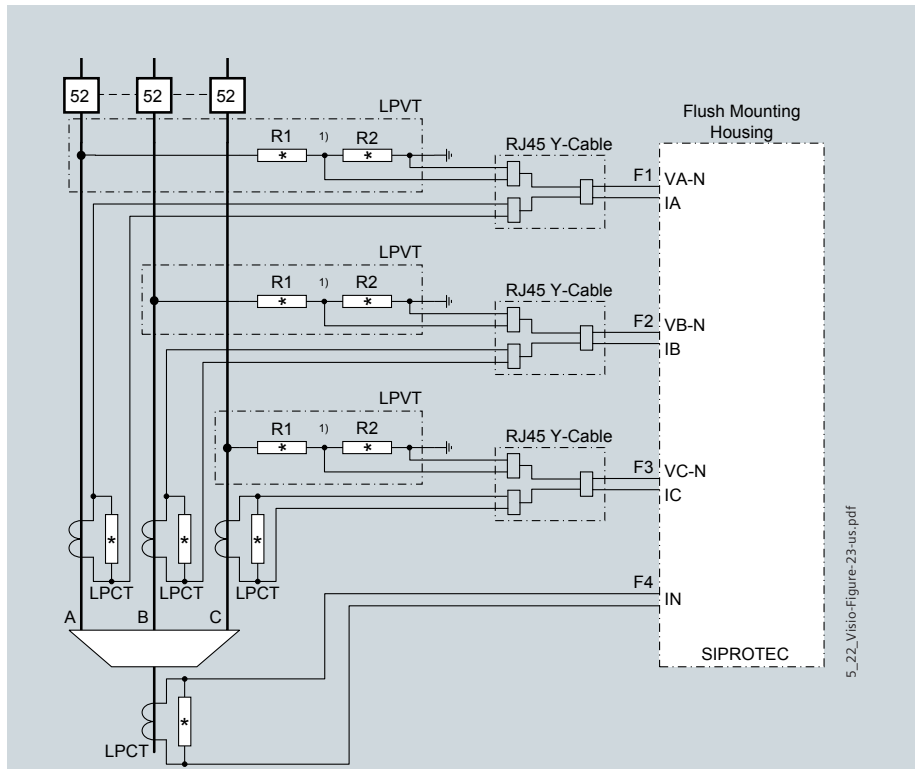 52 52 52
LPVT
R1 1) R2
* *
RJ45 Y-Cable
Flush Mounting
Housing
F1 VA-N
IA
LPVT
R1 1) R2
* *
RJ45 Y-Cable
F2 VB-N
IB
LPVT
R1 1) R2
* *
RJ45 Y-Cable
F3 VC-N
IC
* * *
LPCT LPCT LPCT
A B C
F4
IN
SIPROTEC
*
LPCT
5_22_Visio-Figure-23-us.pdf